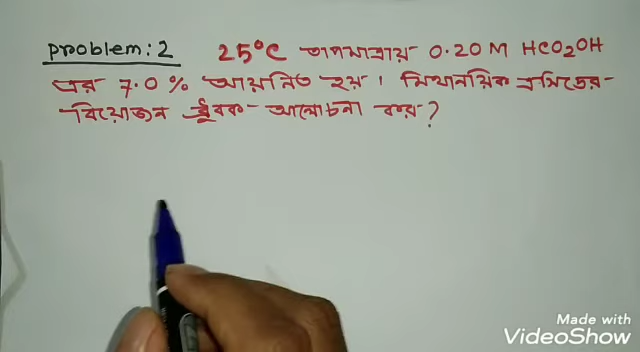 problem: 2 25°C তাপমাত্রায় 0.20 M HCO₂OH
এর 7.0 % আয়নিত হয়। মিথানয়িক এসিডের
বিয়োজন ধ্রুবক আলোচনা কর?
Made with
VideoShow